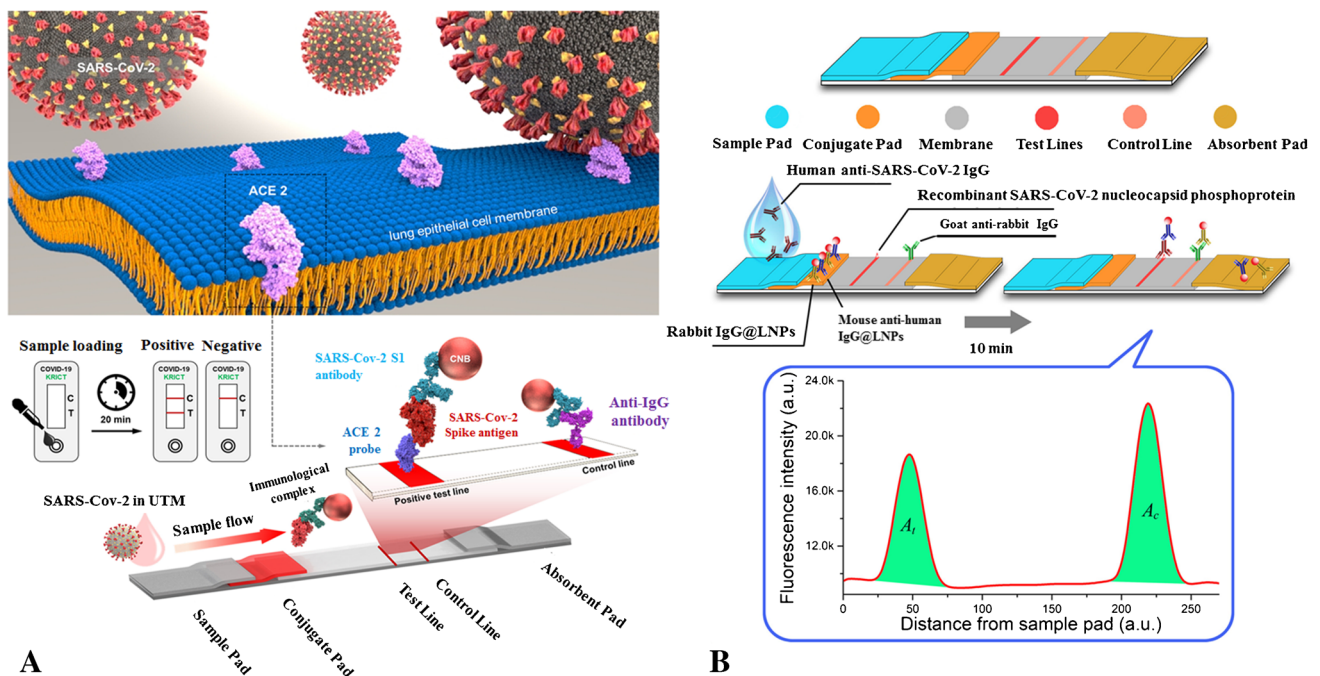 SARS-CoV-2
ACE 2
lung epithelial cell membrane
Sample loading
Positive
Negative
COVID-19
KRICT
C
T
20 min
COVID-19
KRICT
COVID-19
KRICT
C
T
SARS-Cov-2 S1
antibody
CNB
SARS-Cov-2
Spike antigen
Anti-IgG
antibody
ACE 2
probe
Control line
Positive test line
Immunological
complex
SARS-Cov-2 in UTM
Sample flow
Sample Pad
Conjugate Pad
Test Line
Control Line
Absorbent Pad
A
Sample Pad
Conjugate Pad
Membrane
Test Lines
Control Line
Absorbent Pad
Human anti-SARS-CoV-2 IgG
Recombinant SARS-CoV-2 nucleocapsid phosphoprotein
Goat anti-rabbit IgG
Rabbit IgG@LNPs
Mouse anti-human
IgG@LNPs
10 min
Fluorescence intensity (a.u.)
24.0k
20.0k
16.0k
12.0k
At
Ac
0
50
100
150
200
250
Distance from sample pad (a.u.)
B